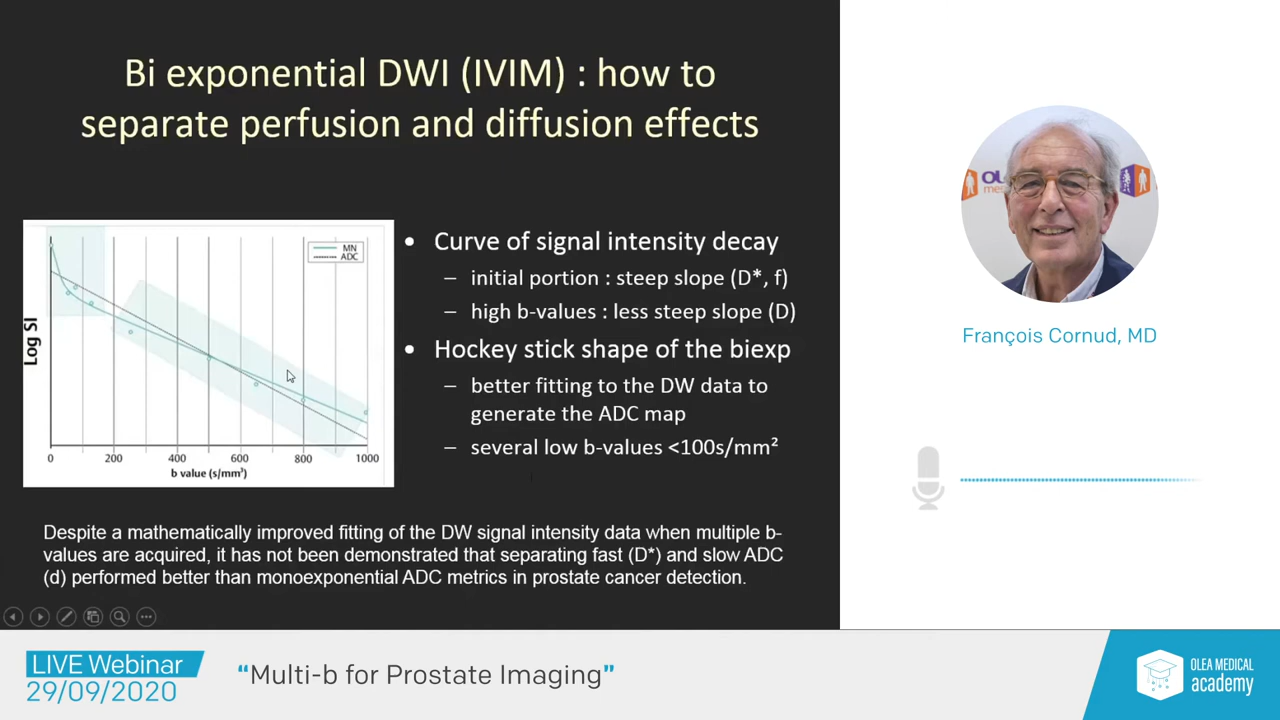 Bi exponential DWI (IVIM) : how to
separate perfusion and diffusion effects
MN
ADC
Log SI
0 200 400 600 800 1000
b value (s/mm³)
• Curve of signal intensity decay
– initial portion : steep slope (D*, f)
– high b-values : less steep slope (D)
• Hockey stick shape of the biexp
– better fitting to the DW data to
generate the ADC map
– several low b-values <100s/mm²
Despite a mathematically improved fitting of the DW signal intensity data when multiple b-
values are acquired, it has not been demonstrated that separating fast (D*) and slow ADC
(d) performed better than monoexponential ADC metrics in prostate cancer detection.
François Cornud, MD
LIVE Webinar
29/09/2020
“Multi-b for Prostate Imaging”
OLEA MEDICAL
academy